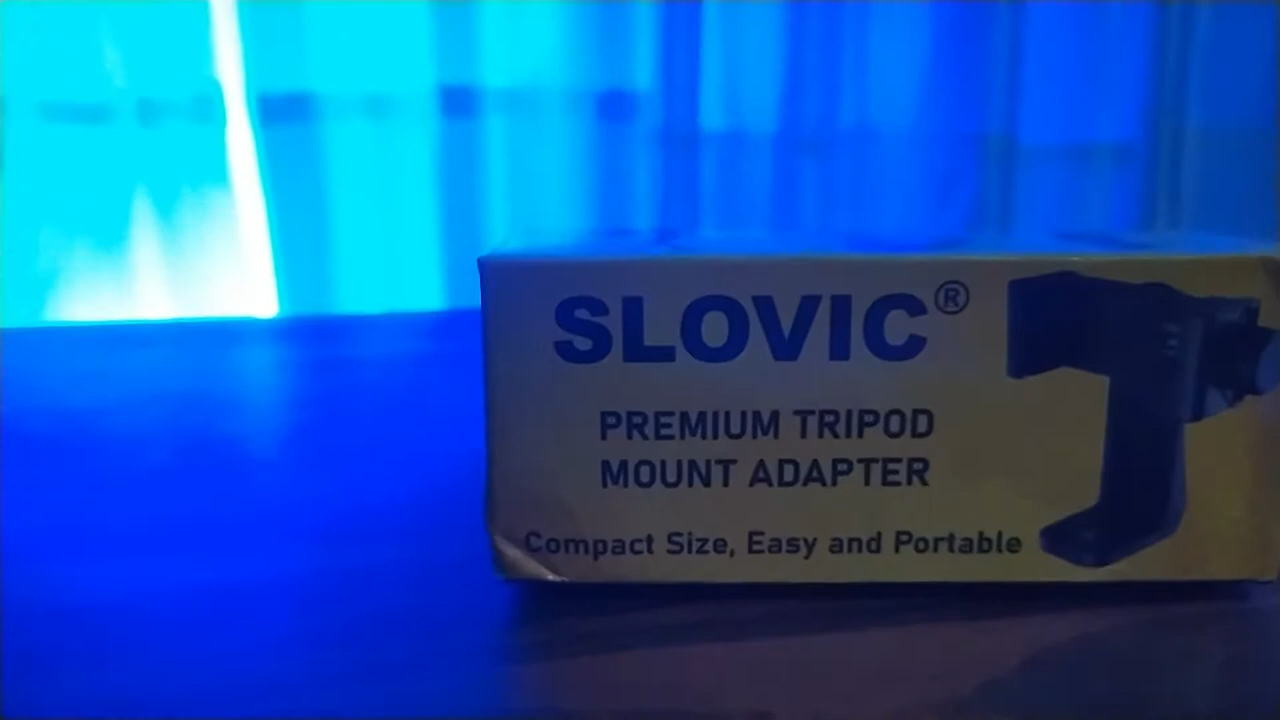 SLOVIC®
PREMIUM TRIPOD
MOUNT ADAPTER
Compact Size, Easy and Portable